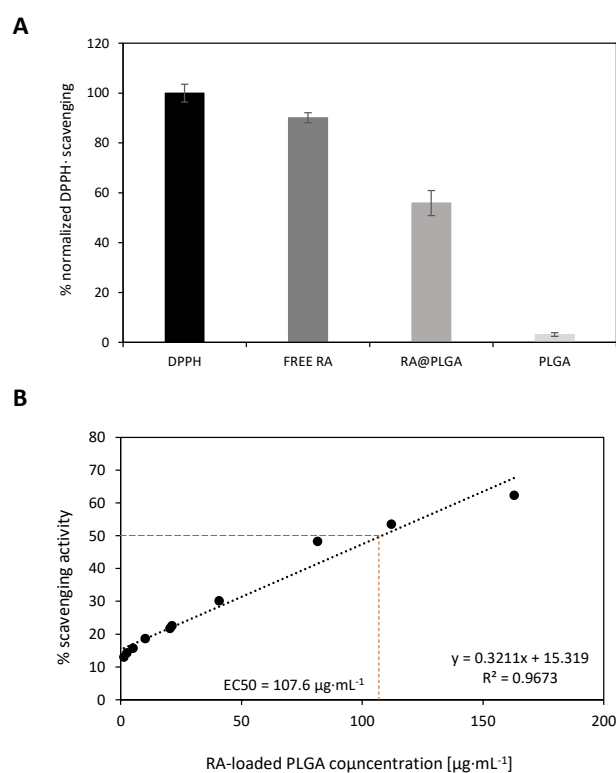 A
% normalized DPPH· scavenging
120
100
80
60
40
20
0
DPPH FREE RA RA@PLGA PLGA
B
% scavenging activity
80
70
60
50
40
30
20
10
0
EC50 = 107.6 µg·mL⁻¹
y = 0.3211x + 15.319
R² = 0.9673
0 50 100 150 200
RA-loaded PLGA coµncentration [µg·mL⁻¹]